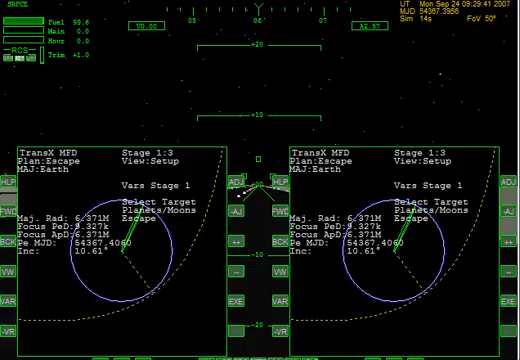 SRFCE
05 06 07
UT Mon Sep 24 09:29:41 2007
MJD 54367.3956
Sim 14s FoV 50°
Fuel 99.6
Main 0.0
Hovr 0.0
RCS
Trim +1.0
V0.00
A2.57
+20
+10
+00
-10
-20
TransX MFD Stage 1:3
Plan:Escape View:Setup
MAJ:Earth
Vars Stage 1
Select Target
Planets/Moons
Maj. Rad: 6.371M Escape
Focus PeD: 9.327k
Focus ApD: 6.371M
Pe MJD: 54367.4060
Inc: 10.61°
HLP
FWD
BCK
VW
VAR
-VR
ADJ
-AJ
++
--
EXE
TransX MFD Stage 1:3
Plan:Escape View:Setup
MAJ:Earth
Vars Stage 1
Select Target
Planets/Moons
Maj. Rad: 6.371M Escape
Focus PeD: 9.327k
Focus ApD: 6.371M
Pe MJD: 54367.4060
Inc: 10.61°
HLP
FWD
BCK
VW
VAR
-VR
ADJ
-AJ
++
--
EXE